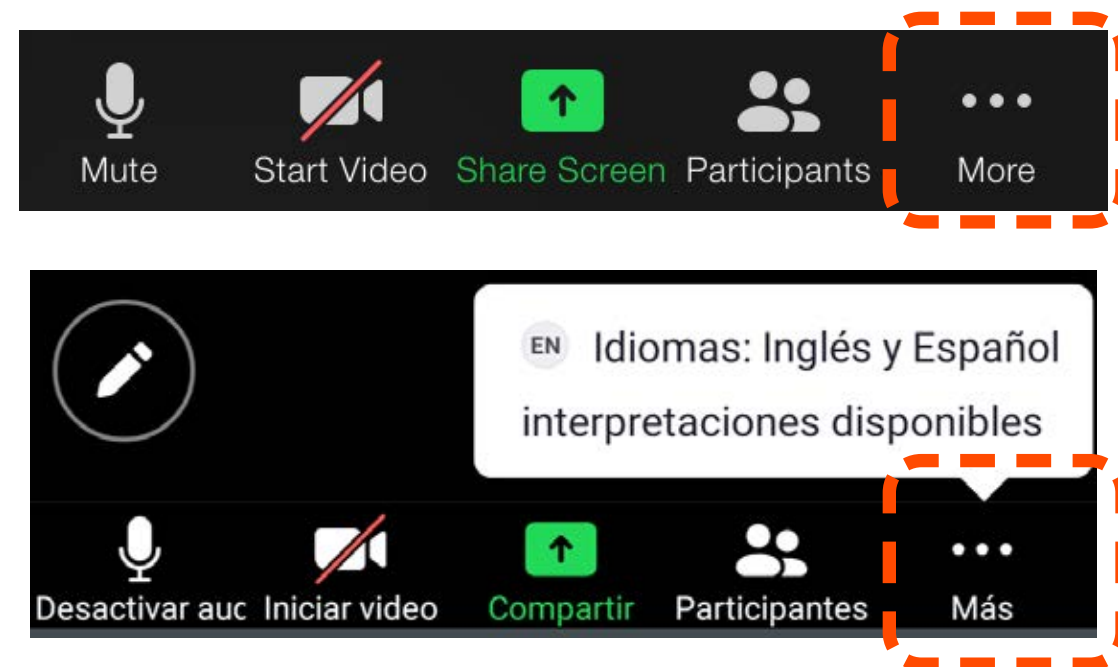 Mute Start Video Share Screen Participants More
EN Idiomas: Inglés y Español
interpretaciones disponibles
Desactivar auc Iniciar video Compartir Participantes Más